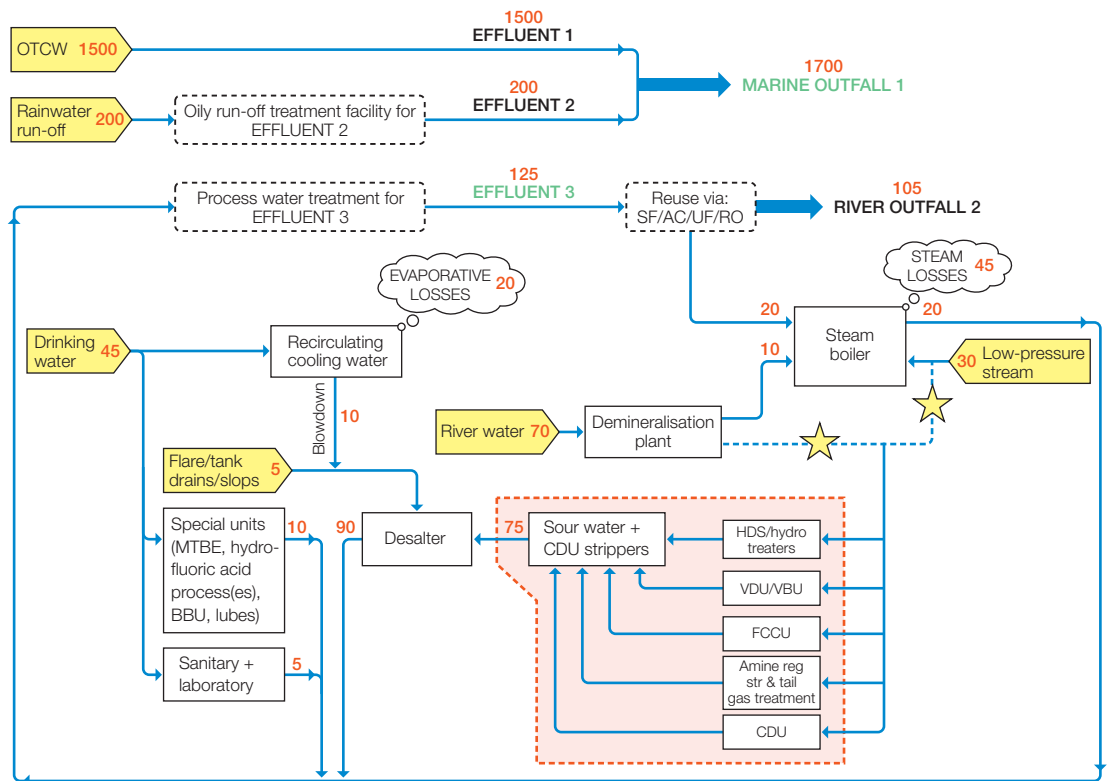 1500
EFFLUENT 1
OTCW 1500
1700
MARINE OUTFALL 1
200
EFFLUENT 2
Rainwater
run-off
200
Oily run-off treatment facility for
EFFLUENT 2
125
EFFLUENT 3
Process water treatment for
EFFLUENT 3
Reuse via:
SF/AC/UF/RO
105
RIVER OUTFALL 2
EVAPORATIVE
LOSSES
20
STEAM
LOSSES
45
Drinking
water
45
Recirculating
cooling water
20
10
Steam
boiler
20
30
Low-pressure
stream
Blowdown
10
River water 70
Demineralisation
plant
Flare/tank
drains/slops
5
Special units
(MTBE, hydro-
fluoric acid
process(es),
BBU, lubes)
10
90
Desalter
75
Sour water +
CDU strippers
HDS/hydro
treaters
VDU/VBU
FCCU
Sanitary +
laboratory
5
Amine reg
str & tail
gas treatment
CDU